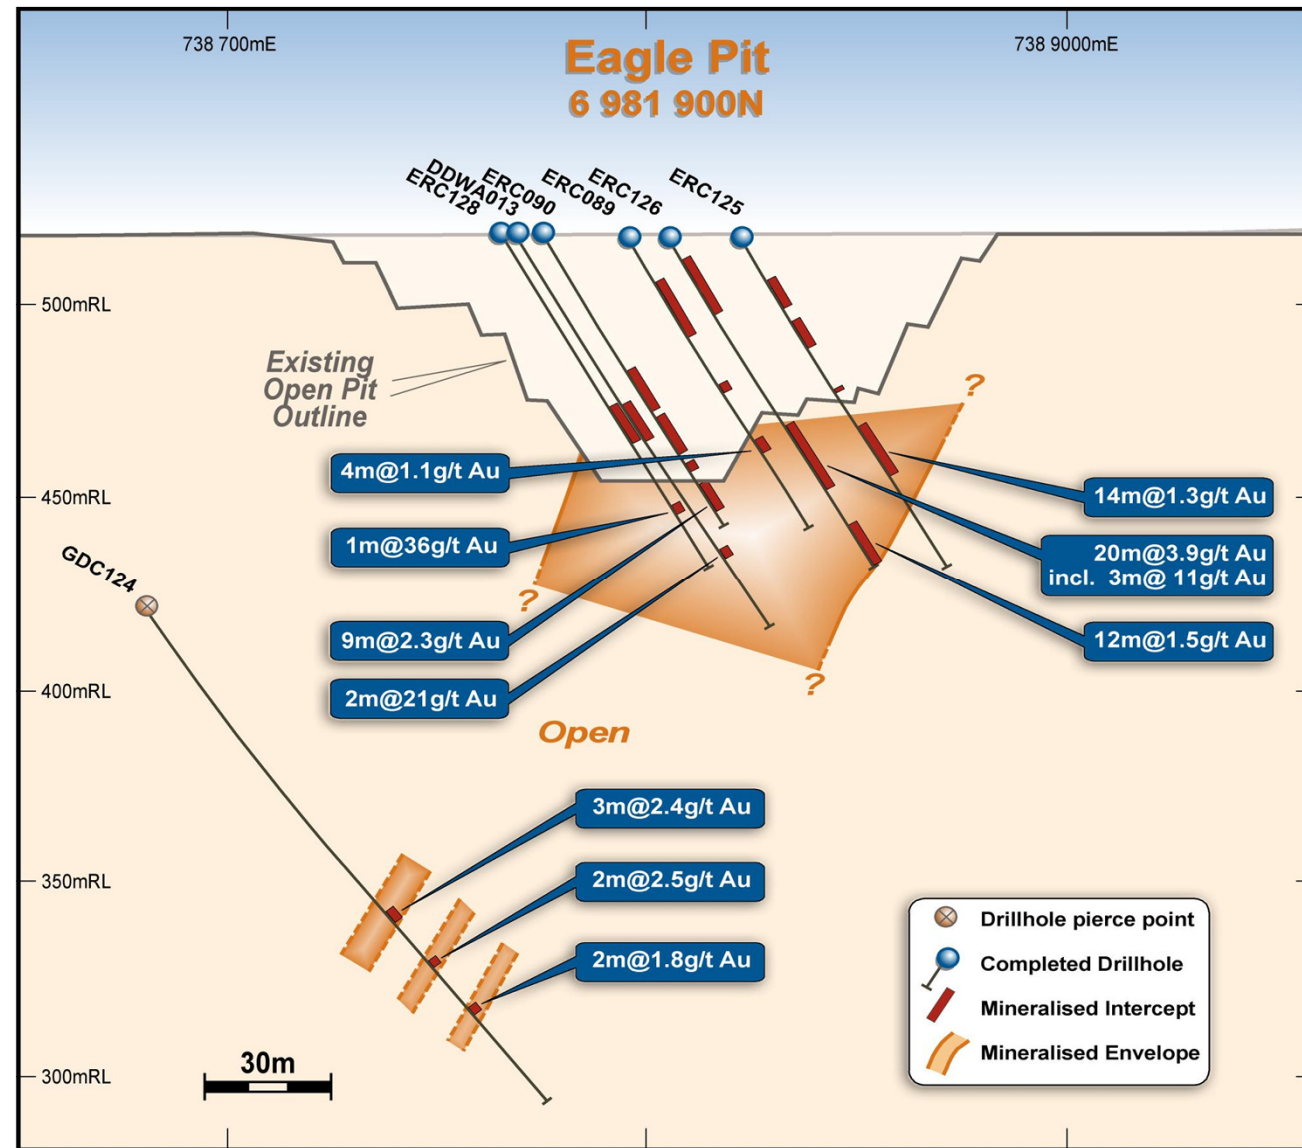 738 700mE
738 9000mE
Eagle Pit
6 981 900N
ERC128
DDWA013
ERC090
ERC089
ERC126
ERC125
500mRL
Existing
Open Pit
Outline
?
4m@1.1g/t Au
450mRL
14m@1.3g/t Au
1m@36g/t Au
20m@3.9g/t Au
incl. 3m@ 11g/t Au
GDC124
?
9m@2.3g/t Au
12m@1.5g/t Au
2m@21g/t Au
?
400mRL
Open
3m@2.4g/t Au
350mRL
2m@2.5g/t Au
2m@1.8g/t Au
Drillhole pierce point
Completed Drillhole
Mineralised Intercept
Mineralised Envelope
30m
300mRL